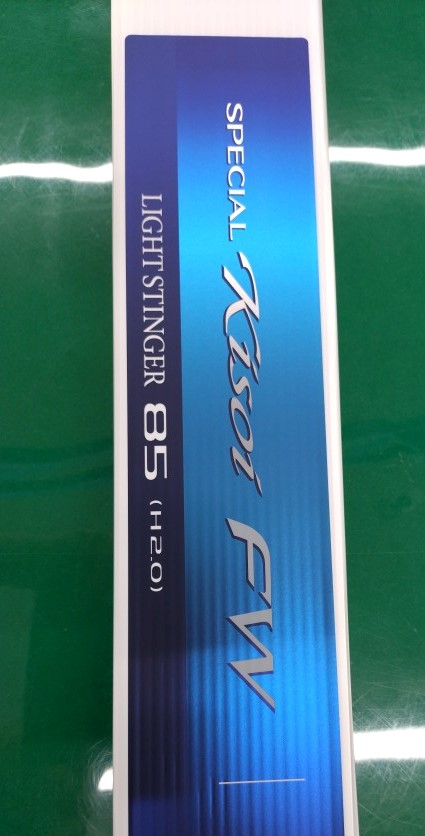 SPECIAL Kisoi FW
LIGHT STINGER 85 (H2.0)